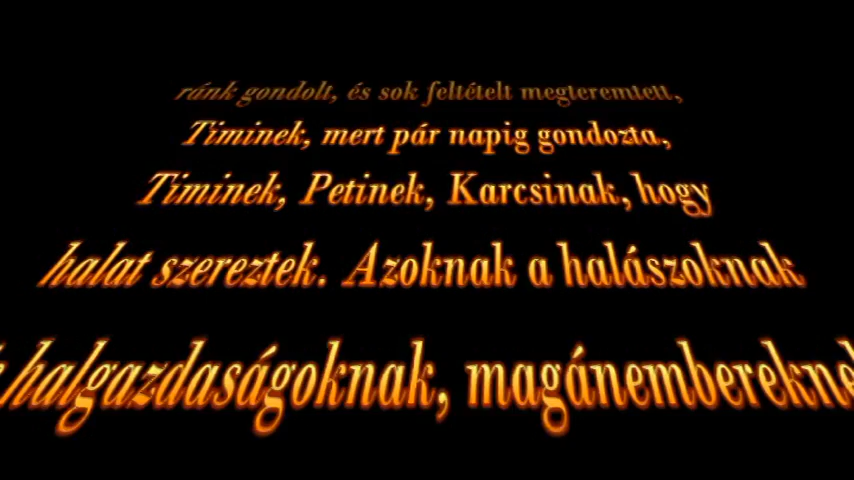 ránk gondolt, és sok feltételt megteremtett,
Timinek, mert pár napig gondozta,
Timinek, Petinek, Karcsinak, hogy
halat szereztek. Azoknak a halászoknak
halgazdaságoknak, magánembereknek